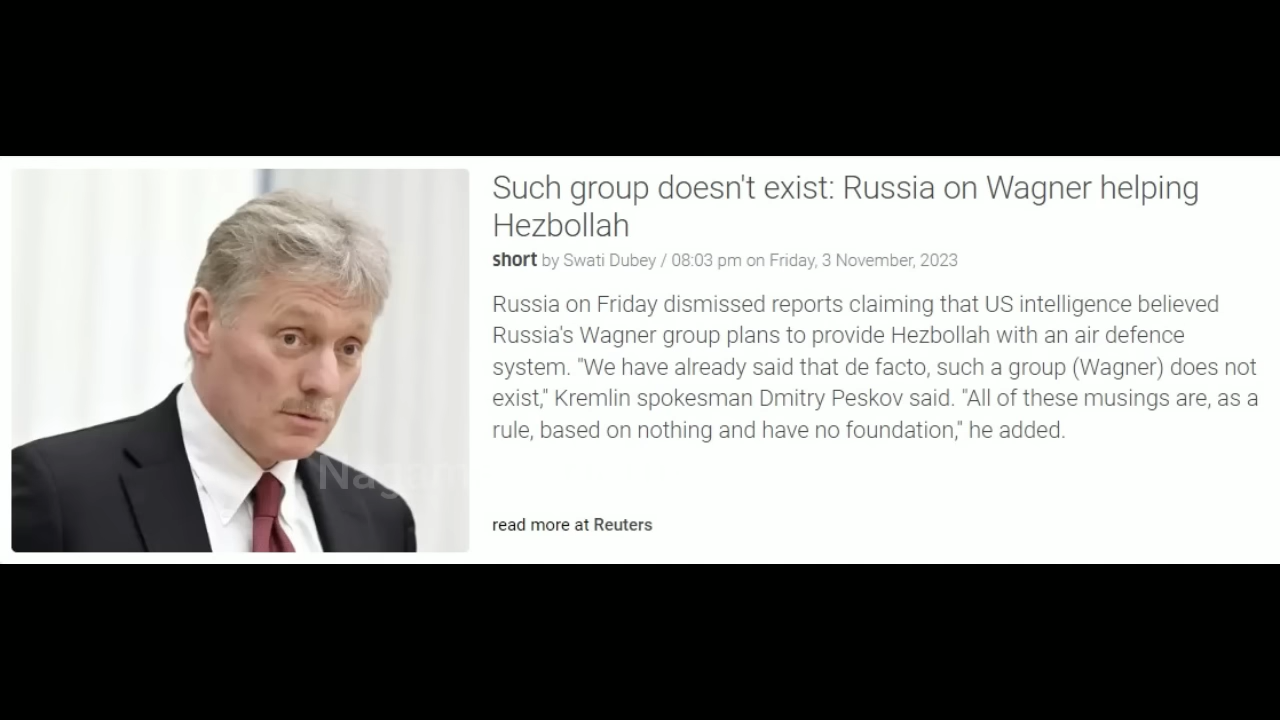 Such group doesn't exist: Russia on Wagner helping
Hezbollah
short by Swati Dubey / 08:03 pm on Friday, 3 November, 2023
Russia on Friday dismissed reports claiming that US intelligence believed
Russia's Wagner group plans to provide Hezbollah with an air defence
system. "We have already said that de facto, such a group (Wagner) does not
exist," Kremlin spokesman Dmitry Peskov said. "All of these musings are, as a
rule, based on nothing and have no foundation," he added.
read more at Reuters